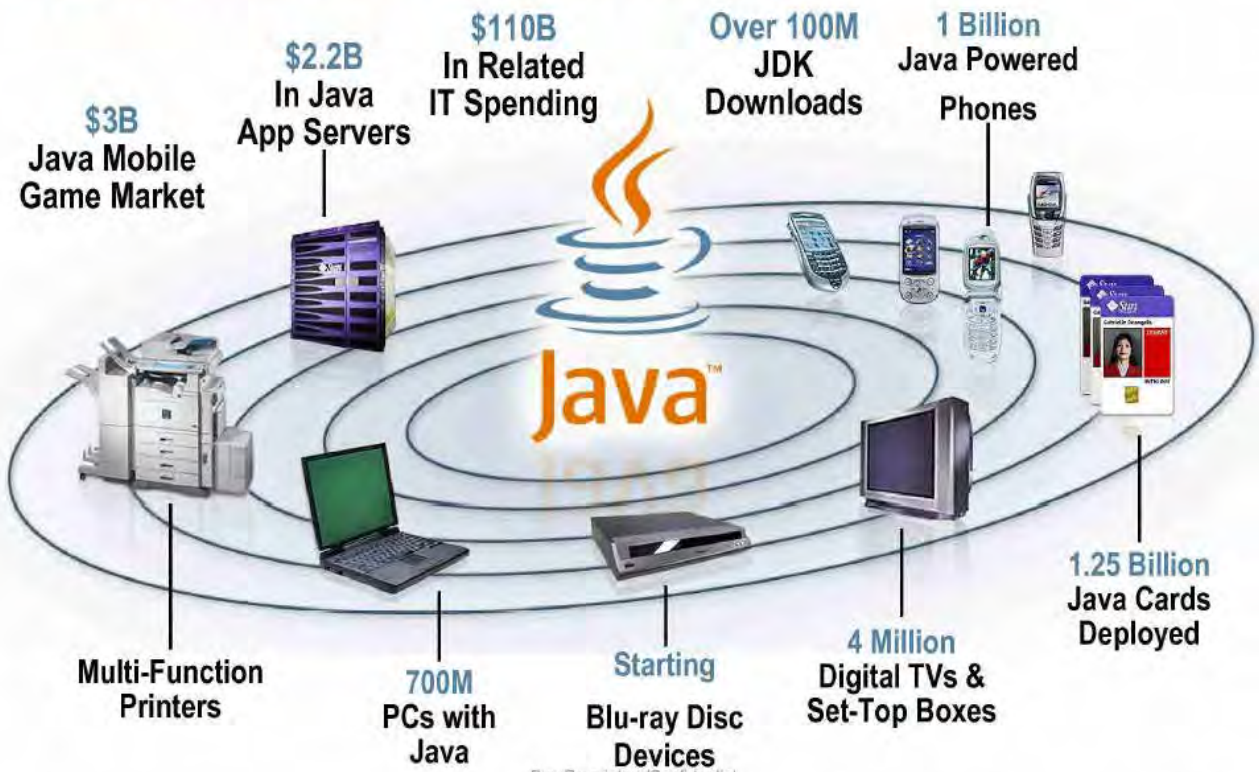 $3B
Java Mobile
Game Market
$2.2B
In Java
App Servers
$110B
In Related
IT Spending
Over 100M
JDK
Downloads
1 Billion
Java Powered
Phones
Java™
Sun
Sun
Multi-Function
Printers
700M
PCs with
Java
Starting
Blu-ray Disc
Devices
4 Million
Digital TVs &
Set-Top Boxes
1.25 Billion
Java Cards
Deployed